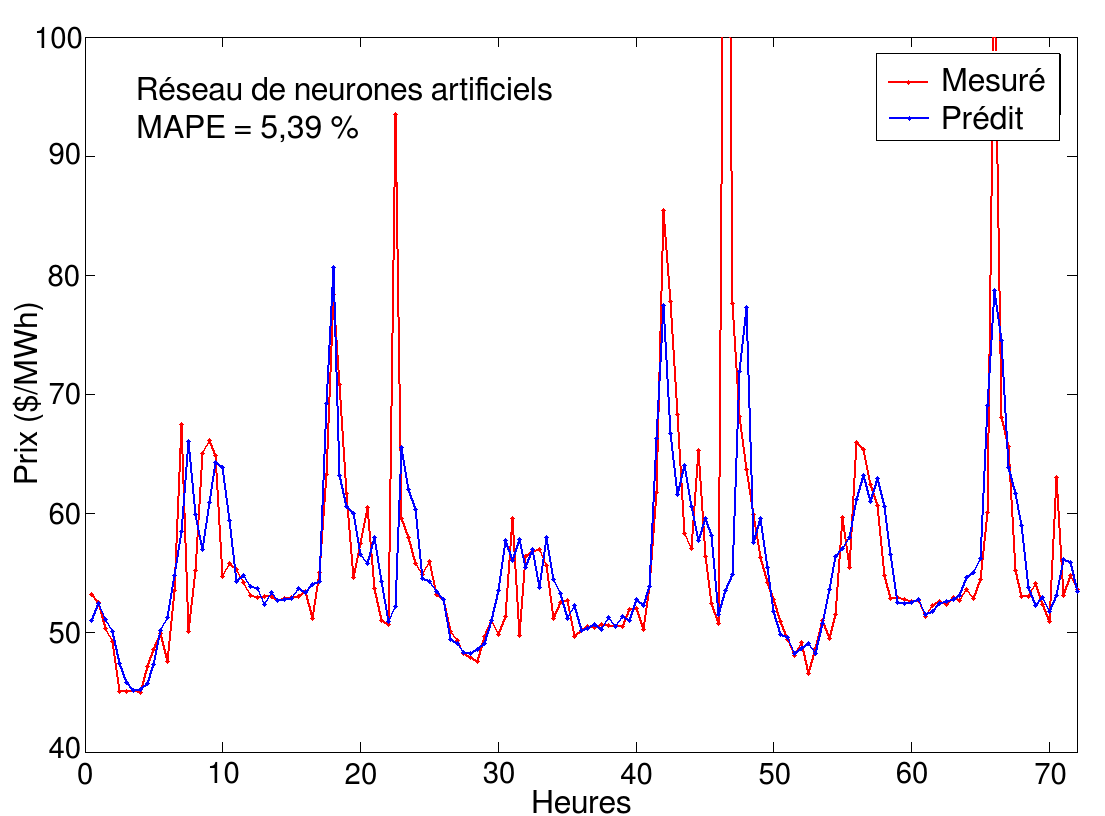 Réseau de neurones artificiels
MAPE = 5,39 %
Mesuré
Prédit
Prix ($/MWh)
100
90
80
70
60
50
40
0 10 20 30 40 50 60 70
Heures